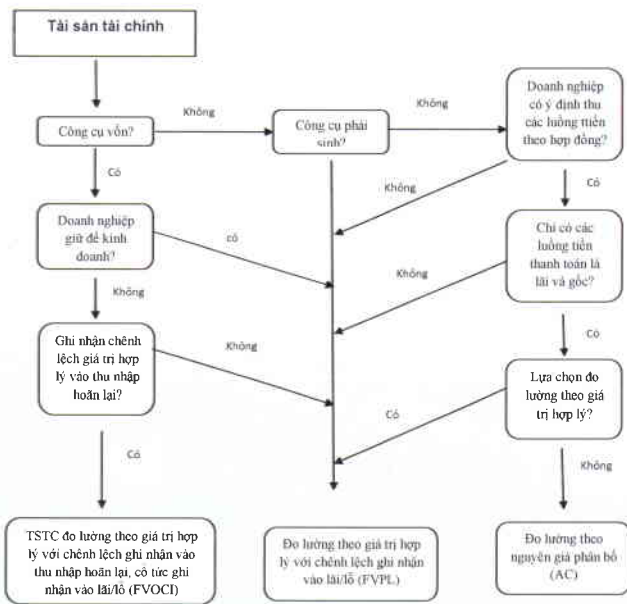 Tài sản tài chính
Không
Không
Công cụ vốn?
Công cụ phái
sinh?
Doanh nghiệp
có ý định thu
các luồng ttiền
theo hợp đồng?
Có
Không
Có
Doanh nghiệp
giữ để kinh
doanh?
có
Chỉ có các
luồng tiền
thanh toán là
lãi và gốc?
Không
Không
Có
Ghi nhận chênh
lệch giá trị hợp
lý vào thu nhập
hoãn lại?
Không
Lựa chọn đo
lường theo giá
trị hợp lý?
Có
Có
Không
TSTC đo lường theo giá trị hợp
lý với chênh lệch ghi nhận vào
thu nhập hoãn lại, cổ tức ghi
nhận vào lãi/lỗ (FVOCI)
Đo lường theo giá trị hợp
lý với chênh lệch ghi nhận
vào lãi/lỗ (FVPL)
Đo lường theo
nguyên giá phân bổ
(AC)